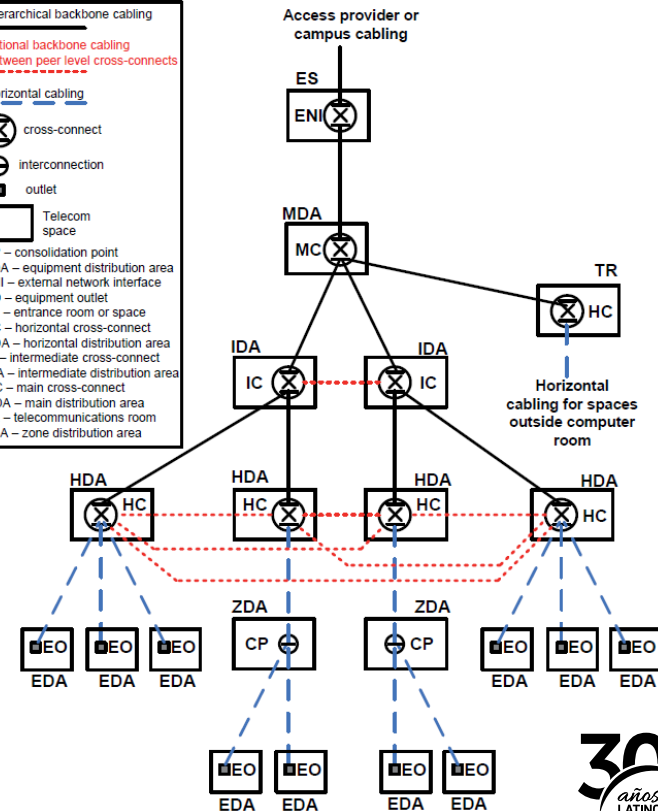 erarchical backbone cabling
tional backbone cabling
tween peer level cross-connects
rizontal cabling
cross-connect
interconnection
outlet
Telecom
space
– consolidation point
A – equipment distribution area
I – external network interface
– equipment outlet
– entrance room or space
– horizontal cross-connect
A – horizontal distribution area
– intermediate cross-connect
A – intermediate distribution area
C – main cross-connect
DA – main distribution area
– telecommunications room
A – zone distribution area
Access provider or
campus cabling
ES
ENI
MDA
MC
TR
HC
IDA
IDA
IC
IC
Horizontal
cabling for spaces
outside computer
room
HDA
HDA
HDA
HDA
HC
HC
HC
HC
ZDA
ZDA
CP
CP
EO
EO
EO
EO
EO
EO
EDA
EDA
EDA
EDA
EDA
EDA
EO
EO
EO
EO
EDA
EDA
EDA
EDA
30
años
LATINO